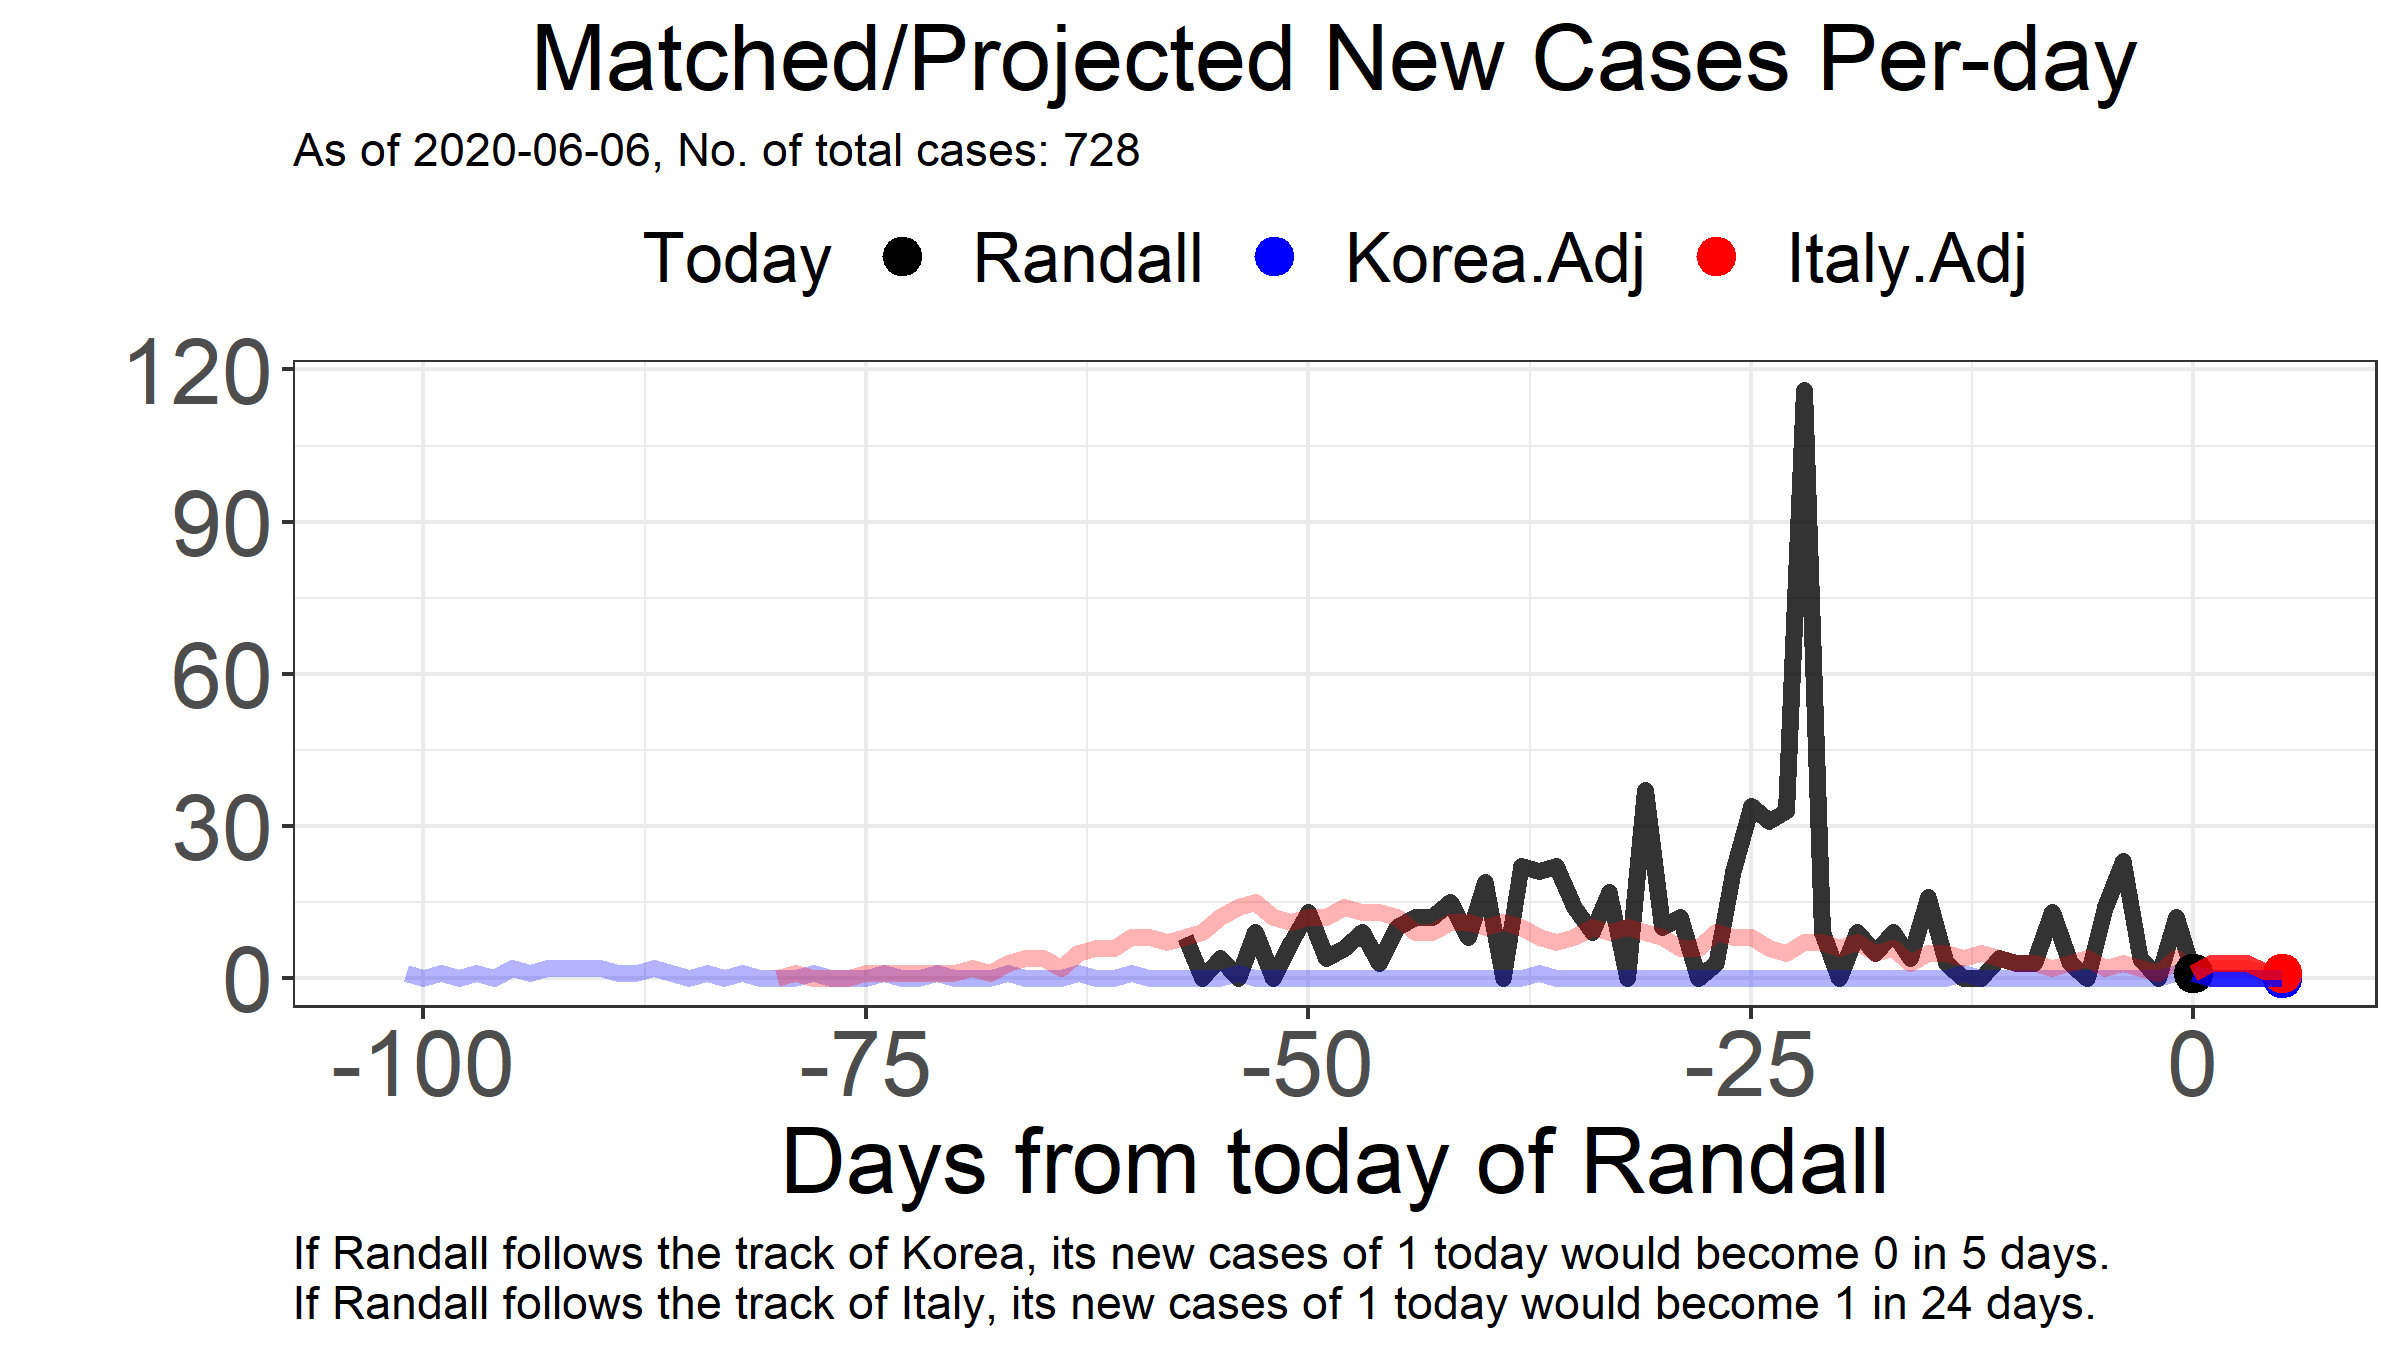 Matched/Projected New Cases Per-day
As of 2020-06-06, No. of total cases: 728
Today Randall Korea.Adj Italy.Adj
120
90
60
30
0
-100 -75 -50 -25 0
Days from today of Randall
If Randall follows the track of Korea, its new cases of 1 today would become 0 in 5 days.
If Randall follows the track of Italy, its new cases of 1 today would become 1 in 24 days.